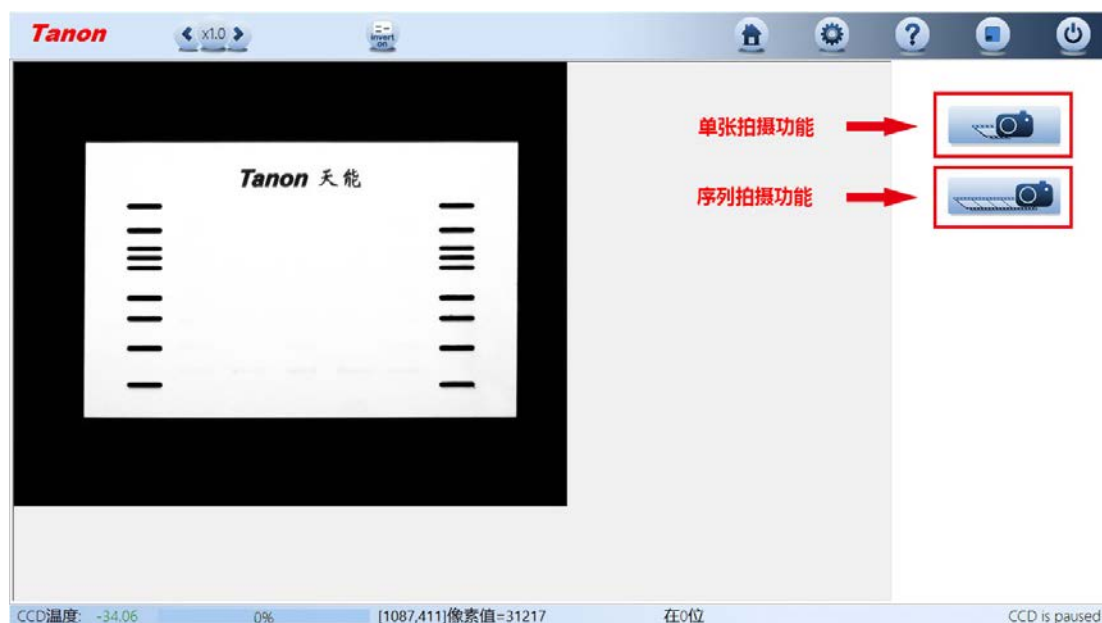 Tanon
x1.0
invert
on
?
单张拍摄功能
Tanon 天能
序列拍摄功能
CCD温度: -34.06
0%
[1087,411]像素值=31217
在0位
CCD is paused